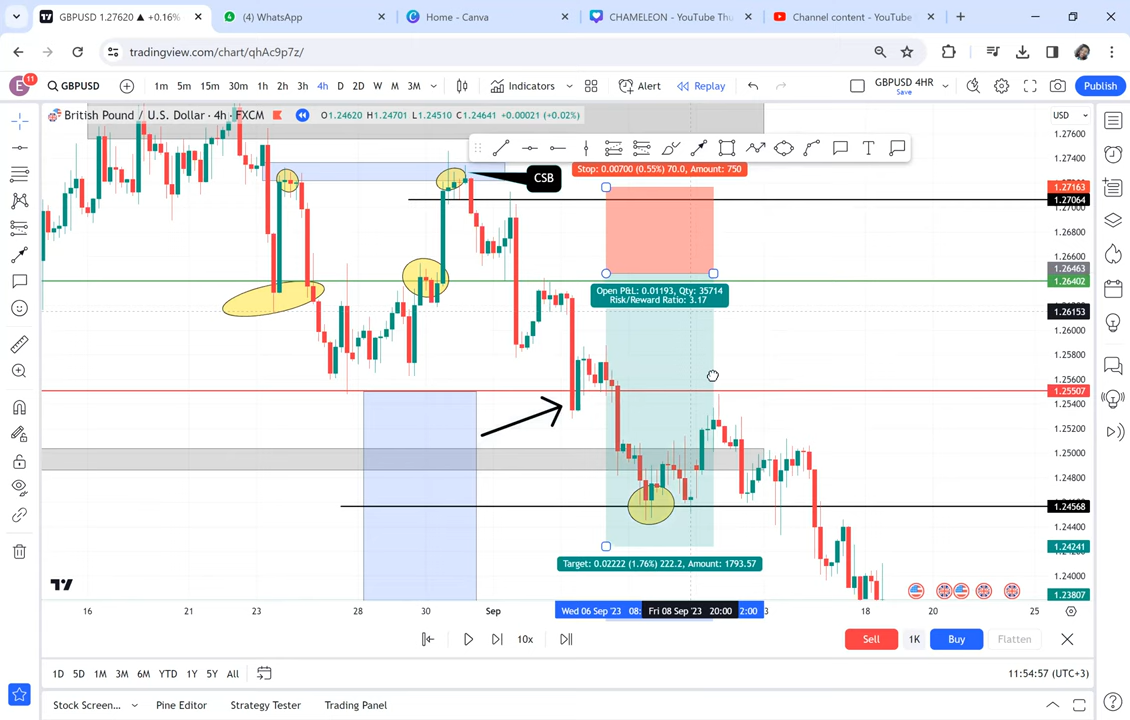 GBPUSD 1.27620 ▲ +0.16%
(4) WhatsApp
Home - Canva
CHAMELEON - YouTube Thu
Channel content - YouTube
tradingview.com/chart/qhAc9p7z/
E 11 GBPUSD 1m 5m 15m 30m 1h 2h 3h 4h D 2D W M 3M Indicators Alert Replay GBPUSD 4HR Save Publish
British Pound / U.S. Dollar · 4h · FXCM O1.24620 H1.24701 L1.24510 C1.24641 +0.00021 (+0.02%) USD
1.27600
1.27400
Stop: 0.00700 (0.55%) 70.0, Amount: 750
CSB
1.27163
1.27064
1.27000
1.26800
1.26600
1.26463
1.26402
Open P&L: 0.01193, Qty: 35714
Risk/Reward Ratio: 3.17
1.26153
1.26000
1.25800
1.25600
1.25507
1.25400
1.25200
1.25000
1.24800
1.24568
1.24400
1.24241
Target: 0.02222 (1.76%) 222.2, Amount: 1793.57
1.24000
1.23807
16 23 28 30 Sep Wed 06 Sep '23 08: Fri 08 Sep '23 20:00 2:00 3 18 20 25
10x Sell 1K Buy Flatten
1D 5D 1M 3M 6M YTD 1Y 5Y All 11:54:57 (UTC+3)
Stock Screen... Pine Editor Strategy Tester Trading Panel